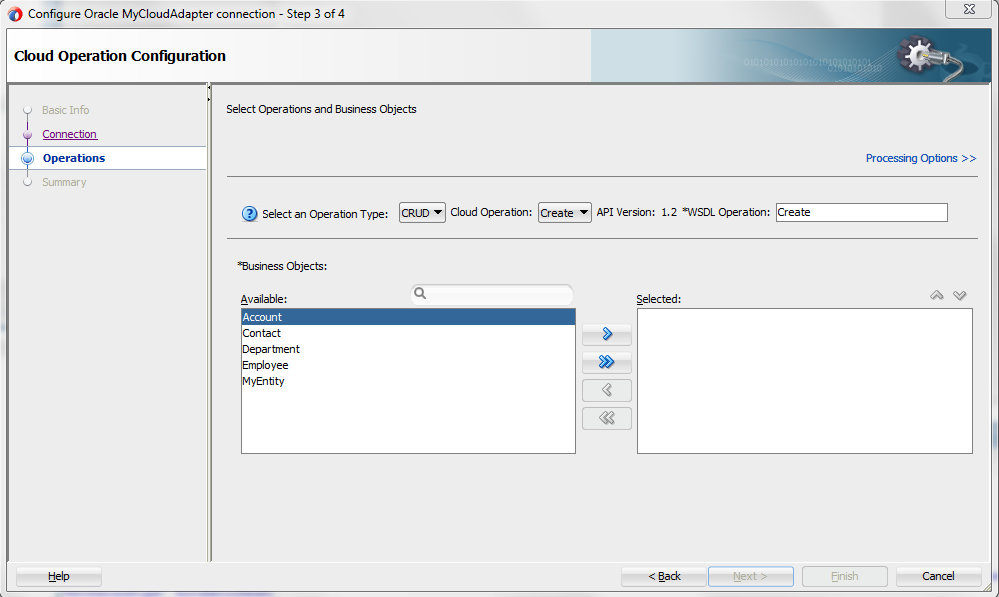 Configure Oracle MyCloudAdapter connection - Step 3 of 4
Cloud Operation Configuration
Basic Info
Connection
Operations
Summary
Select Operations and Business Objects
Processing Options >>
Select an Operation Type: CRUD Cloud Operation: Create API Version: 1.2 *WSDL Operation: Create
*Business Objects:
Available:
Selected:
Account
Contact
Department
Employee
MyEntity
Help
< Back
Next >
Finish
Cancel